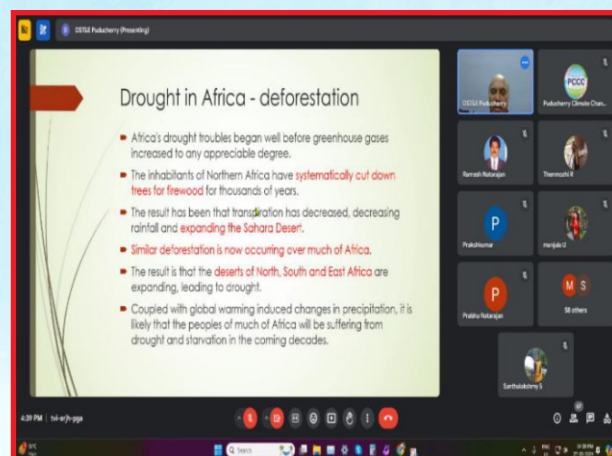 DSTGJE Puducherry (Presenting)
Drought in Africa - deforestation
Africa's drought troubles began well before greenhouse gases
increased to any appreciable degree.
The inhabitants of Northern Africa have systematically cut down
trees for firewood for thousands of years.
The result has been that transpiration has decreased, decreasing
rainfall and expanding the Sahara Desert.
Similar deforestation is now occurring over much of Africa.
The result is that the deserts of North, South and East Africa are
expanding, leading to drought.
Coupled with global warming induced changes in precipitation, it is
likely that the peoples of much of Africa will be suffering from
drought and starvation in the coming decades.
Puducherry
PCCC
Puducherry Climate Chan...
Ramesh Natarajan
Thenmozhi R
P
Prakshkumar
manjula U
P
Prabhu Natarajan
M S
58 others
Santhalakshmy S
4:39 PM
Search